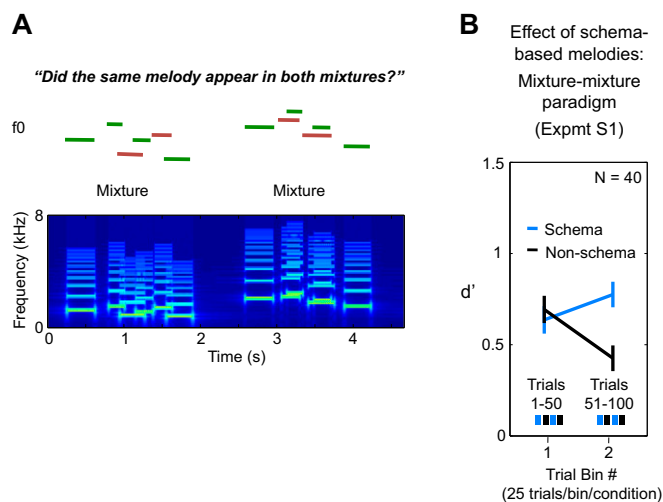 A
“Did the same melody appear in both mixtures?”
f0
Mixture
Mixture
Frequency (kHz)
8
0
0
1
2
3
4
Time (s)
B
Effect of schema-
based melodies:
Mixture-mixture
paradigm
(Expmt S1)
1.5
1
0.5
0
d’
N = 40
Schema
Non-schema
Trials
1-50
Trials
51-100
1
2
Trial Bin #
(25 trials/bin/condition)